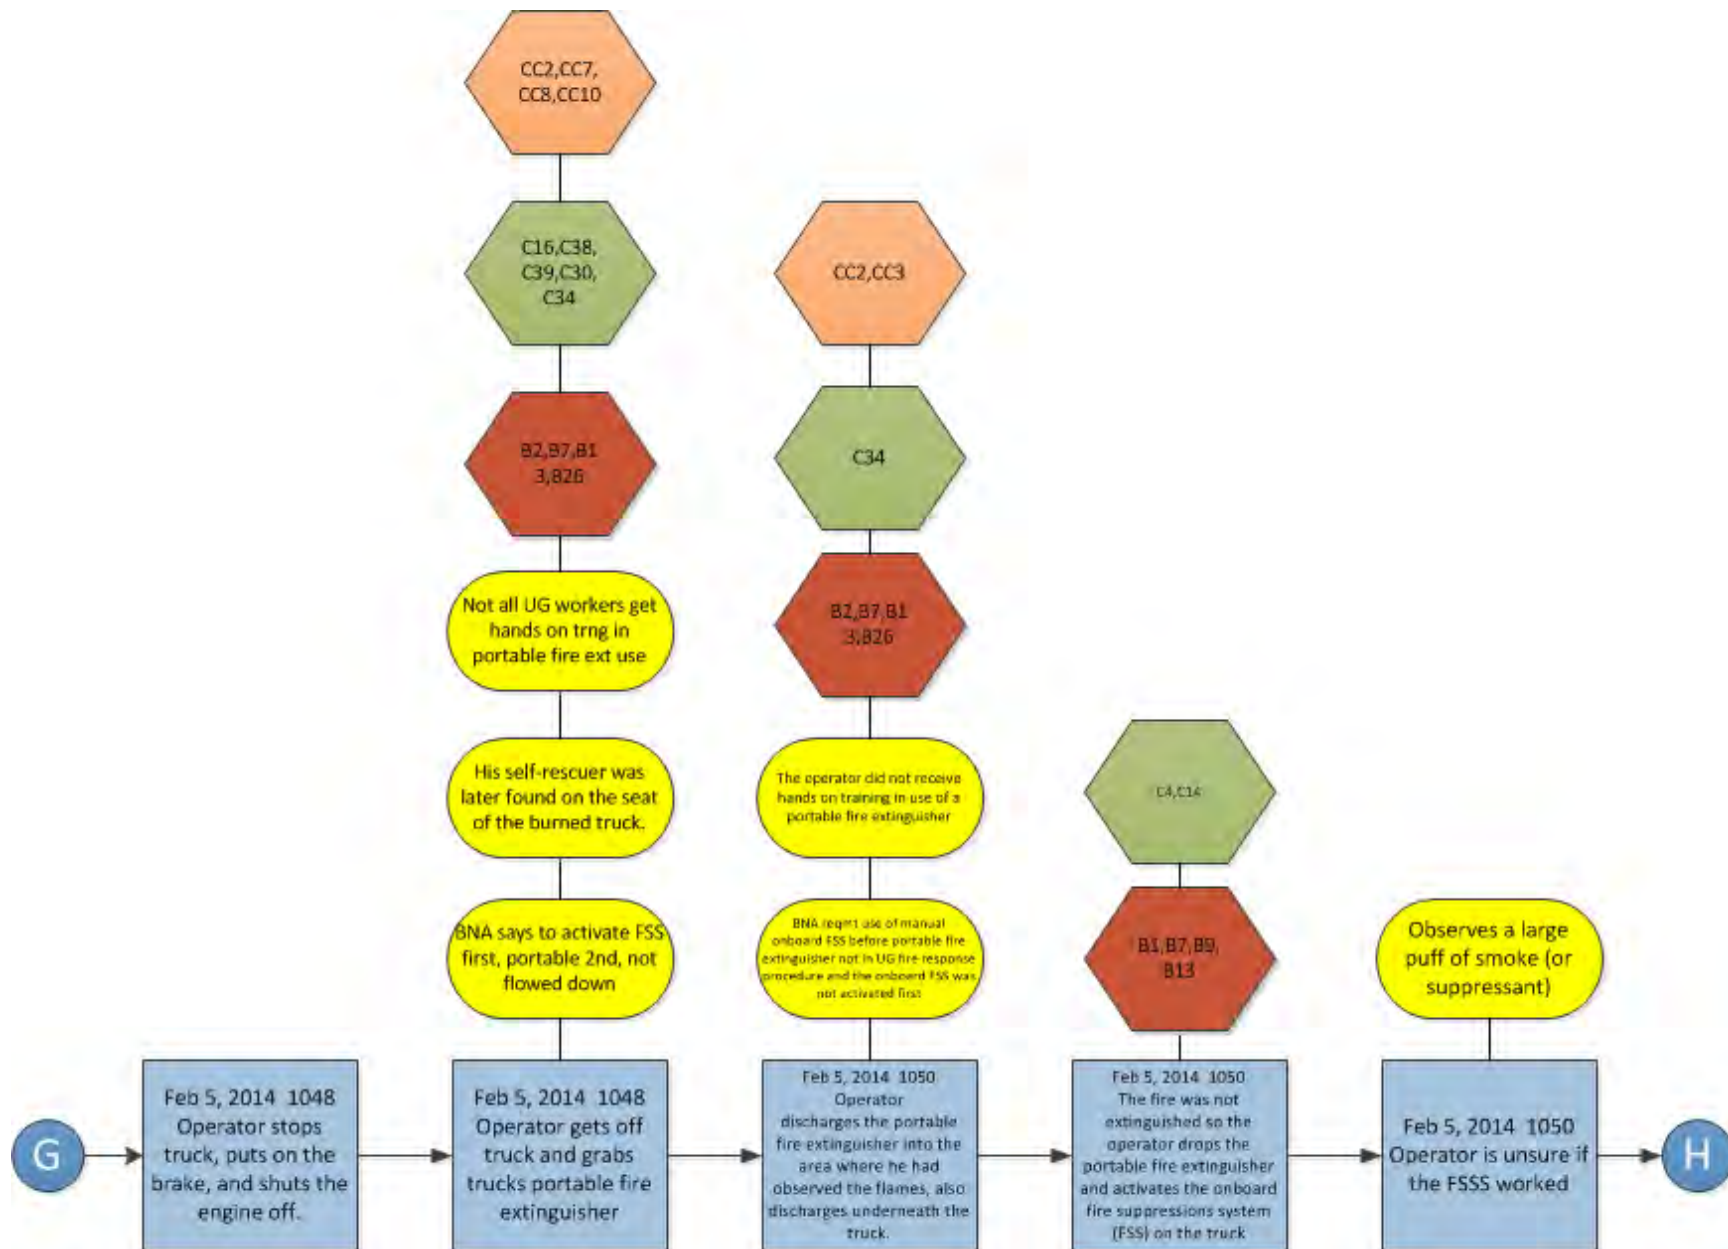 CC2,CC7,
CC8,CC10
C16,C38,
C39,C30,
C34
B2,B7,B1
3,B26
Not all UG workers get
hands on trng in
portable fire ext use
His self-rescuer was
later found on the seat
of the burned truck.
BNA says to activate FSS
first, portable 2nd, not
flowed down
CC2,CC3
C34
B2,B7,B1
3,B26
The operator did not receive
hands on training in use of a
portable fire extinguisher
BNA reqmt use of manual
onboard FSS before portable fire
extinguisher not in UG fire response
procedure and the onboard FSS was
not activated first
C4,C14
B1,B7,B9,
B13
Observes a large
puff of smoke (or
suppressant)
G
Feb 5, 2014 1048
Operator stops
truck, puts on the
brake, and shuts the
engine off.
Feb 5, 2014 1048
Operator gets off
truck and grabs
trucks portable fire
extinguisher
Feb 5, 2014 1050
Operator
discharges the portable
fire extinguisher into the
area where he had
observed the flames, also
discharges underneath the
truck.
Feb 5, 2014 1050
The fire was not
extinguished so the
operator drops the
portable fire extinguisher
and activates the onboard
fire suppressions system
(FSS) on the truck
Feb 5, 2014 1050
Operator is unsure if
the FSSS worked
H